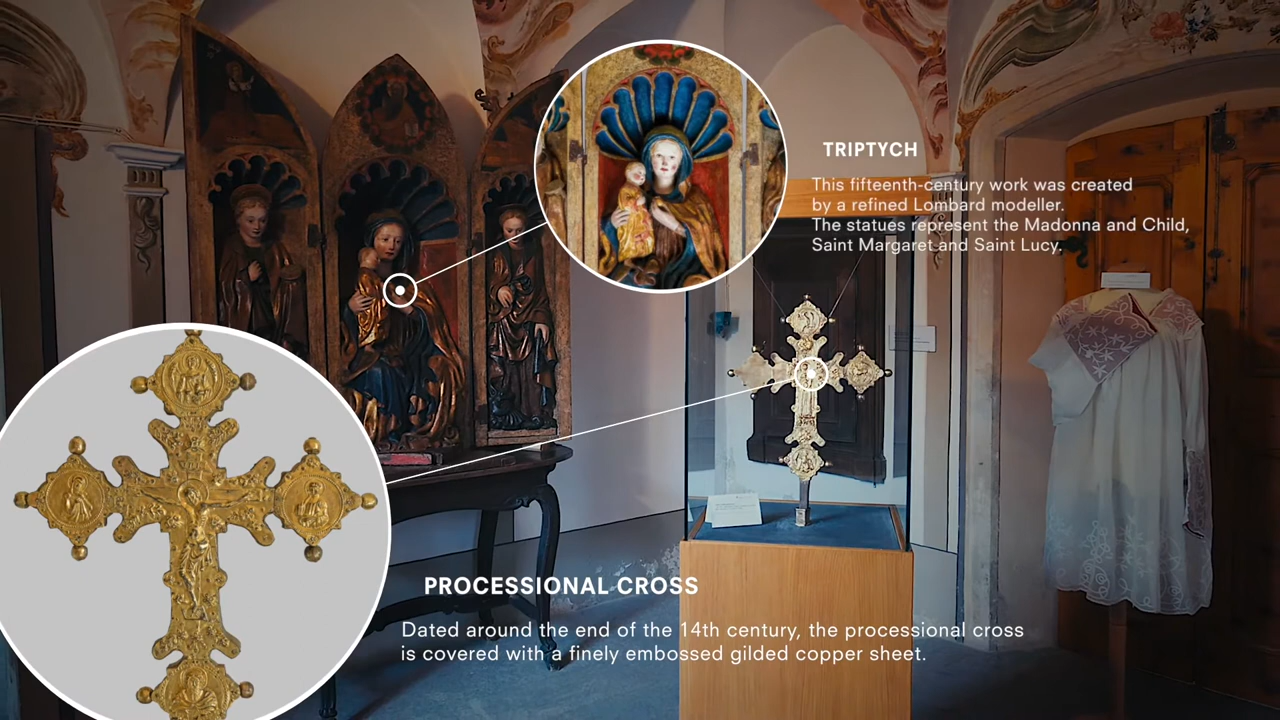 TRIPTYCH
This fifteenth-century work was created
by a refined Lombard modeller.
The statues represent the Madonna and Child,
Saint Margaret and Saint Lucy.
PROCESSIONAL CROSS
Dated around the end of the 14th century, the processional cross
is covered with a finely embossed gilded copper sheet.